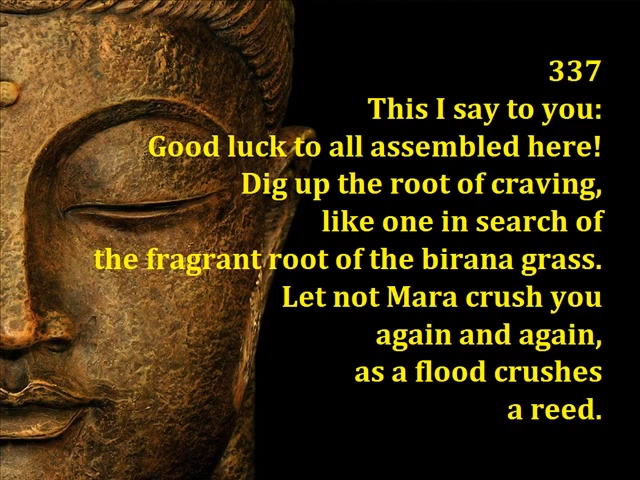 337
This I say to you:
Good luck to all assembled here!
Dig up the root of craving,
like one in search of
the fragrant root of the birana grass.
Let not Mara crush you
again and again,
as a flood crushes
a reed.